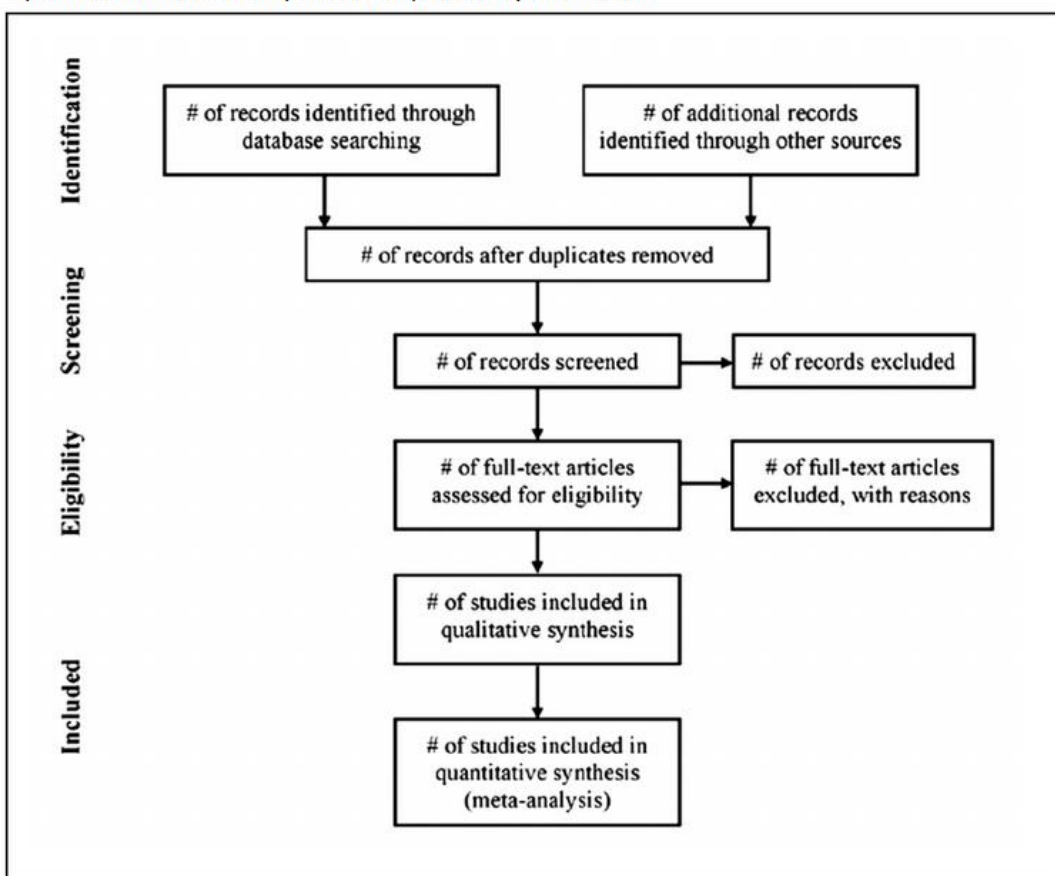 Identification
# of records identified through
database searching
# of additional records
identified through other sources
# of records after duplicates removed
Screening
# of records screened
# of records excluded
Eligibility
# of full-text articles
assessed for eligibility
# of full-text articles
excluded, with reasons
Included
# of studies included in
qualitative synthesis
# of studies included in
quantitative synthesis
(meta-analysis)